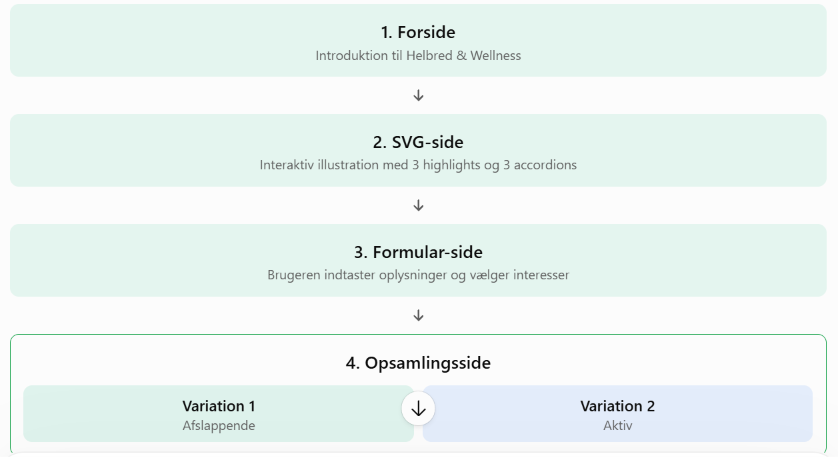 1. Forside
Introduktion til Helbred & Wellness
2. SVG-side
Interaktiv illustration med 3 highlights og 3 accordions
3. Formular-side
Brugeren indtaster oplysninger og vælger interesser
4. Opsamlingsside
Variation 1
Afslappende
Variation 2
Aktiv